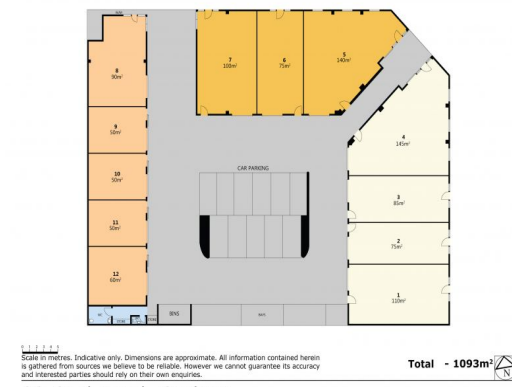 7
100m²
6
75m²
5
140m²
8
90m²
9
50m²
10
50m²
11
50m²
12
60m²
4
145m²
3
85m²
2
75m²
1
110m²
CAR PARKING
BINS
Scale in metres. Indicative only. Dimensions are approximate. All information contained herein
is gathered from sources we believe to be reliable. However we cannot guarantee its accuracy
and interested parties should rely on their own enquiries.
Total - 1093m²
N